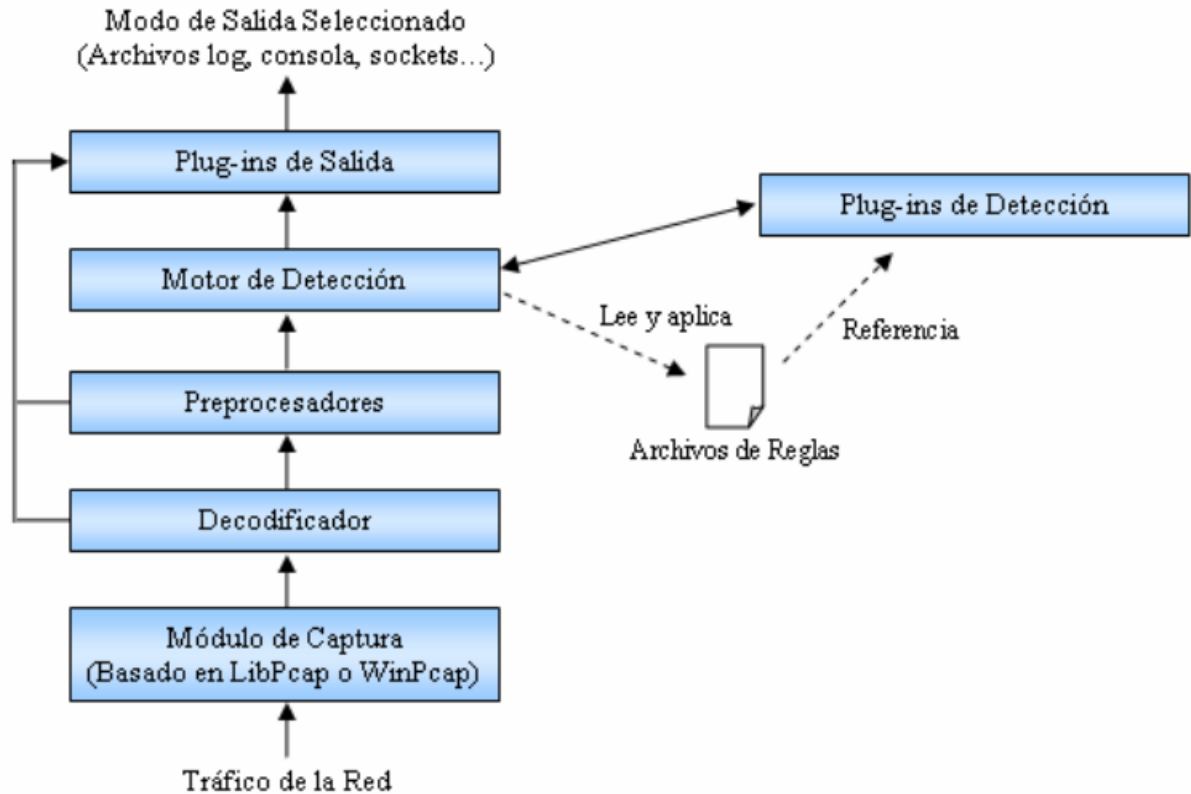 Modo de Salida Seleccionado
(Archivos log, consola, sockets...)
Plug-ins de Salida
Plug-ins de Detección
Motor de Detección
Lee y aplica
Referencia
Preprocesadores
Archivos de Reglas
Decodificador
Módulo de Captura
(Basado en LibPcap o WinPcap)
Tráfico de la Red